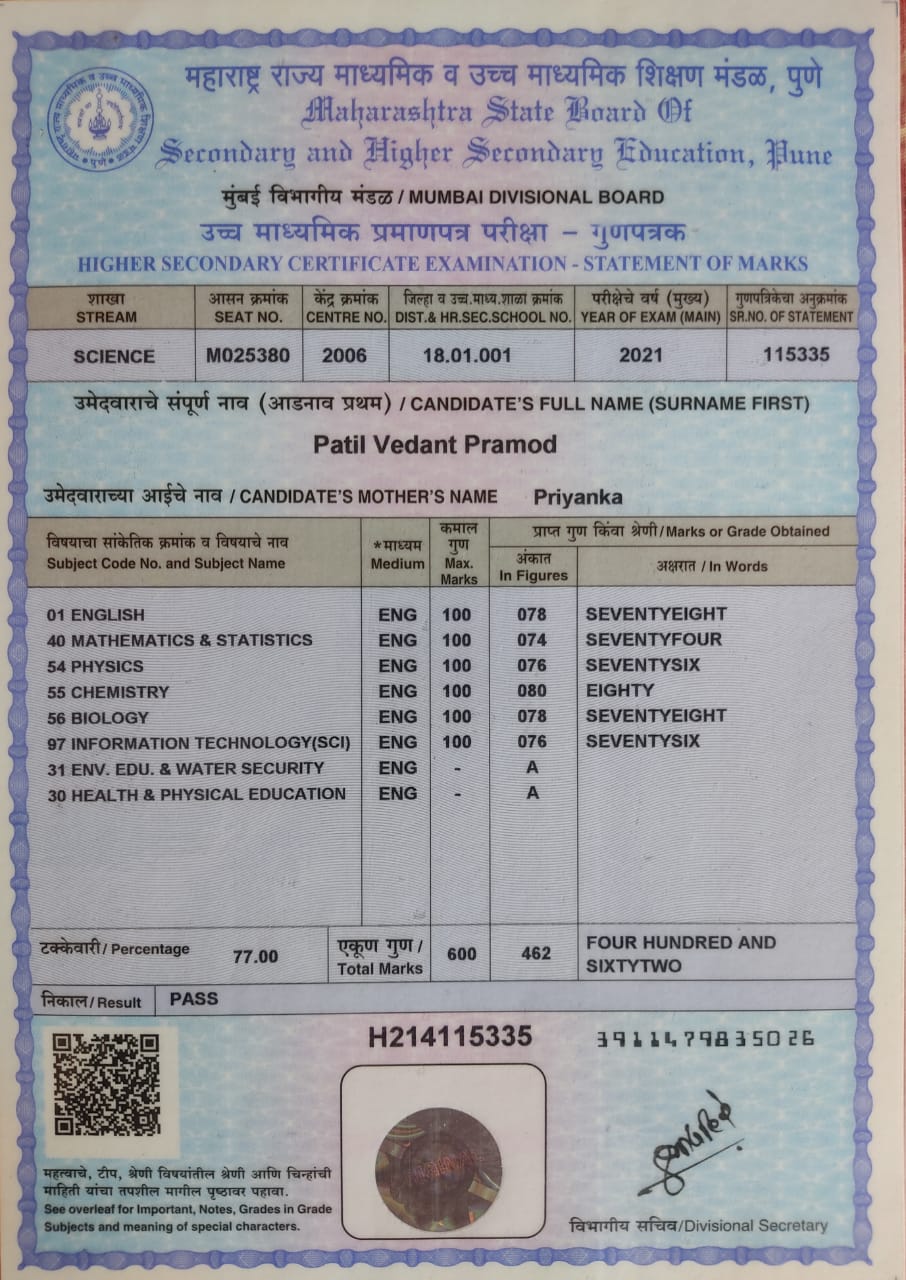 महाराष्ट्र राज्य माध्यमिक व उच्च माध्यमिक शिक्षण मंडळ, पुणे
Maharashtra State Board Of
Secondary and Higher Secondary Education, Pune
मुंबई विभागीय मंडळ / MUMBAI DIVISIONAL BOARD
उच्च माध्यमिक प्रमाणपत्र परीक्षा – गुणपत्रक
HIGHER SECONDARY CERTIFICATE EXAMINATION - STATEMENT OF MARKS
शाखा आसन क्रमांक केंद्र क्रमांक जिल्हा व उच्च.माध्य.शाळा क्रमांक परीक्षेचे वर्ष (मुख्य) गुणपत्रिकेचा अनुक्रमांक
STREAM SEAT NO. CENTRE NO. DIST.& HR.SEC.SCHOOL NO. YEAR OF EXAM (MAIN) SR.NO. OF STATEMENT
SCIENCE M025380 2006 18.01.001 2021 115335
उमेदवाराचे संपूर्ण नाव (आडनाव प्रथम) / CANDIDATE'S FULL NAME (SURNAME FIRST)
Patil Vedant Pramod
उमेदवाराच्या आईचे नाव / CANDIDATE'S MOTHER'S NAME Priyanka
विषयाचा सांकेतिक क्रमांक व विषयाचे नाव
Subject Code No. and Subject Name
*माध्यम
Medium
कमाल
गुण
Max.
Marks
प्राप्त गुण किंवा श्रेणी/Marks or Grade Obtained
अंकात
In Figures
अक्षरात / In Words
01 ENGLISH ENG 100 078 SEVENTYEIGHT
40 MATHEMATICS & STATISTICS ENG 100 074 SEVENTYFOUR
54 PHYSICS ENG 100 076 SEVENTYSIX
55 CHEMISTRY ENG 100 080 EIGHTY
56 BIOLOGY ENG 100 078 SEVENTYEIGHT
97 INFORMATION TECHNOLOGY(SCI) ENG 100 076 SEVENTYSIX
31 ENV. EDU. & WATER SECURITY ENG - A
30 HEALTH & PHYSICAL EDUCATION ENG - A
टक्केवारी/ Percentage 77.00
एकूण गुण /
Total Marks
600 462
FOUR HUNDRED AND
SIXTYTWO
निकाल/ Result PASS
H214115335
3911479835026
महत्वाचे, टीप, श्रेणी विषयांतील श्रेणी आणि चिन्हांची
माहिती यांचा तपशील मागील पृष्ठावर पहावा.
See overleaf for Important, Notes, Grades in Grade
Subjects and meaning of special characters.
विभागीय सचिव/Divisional Secretary